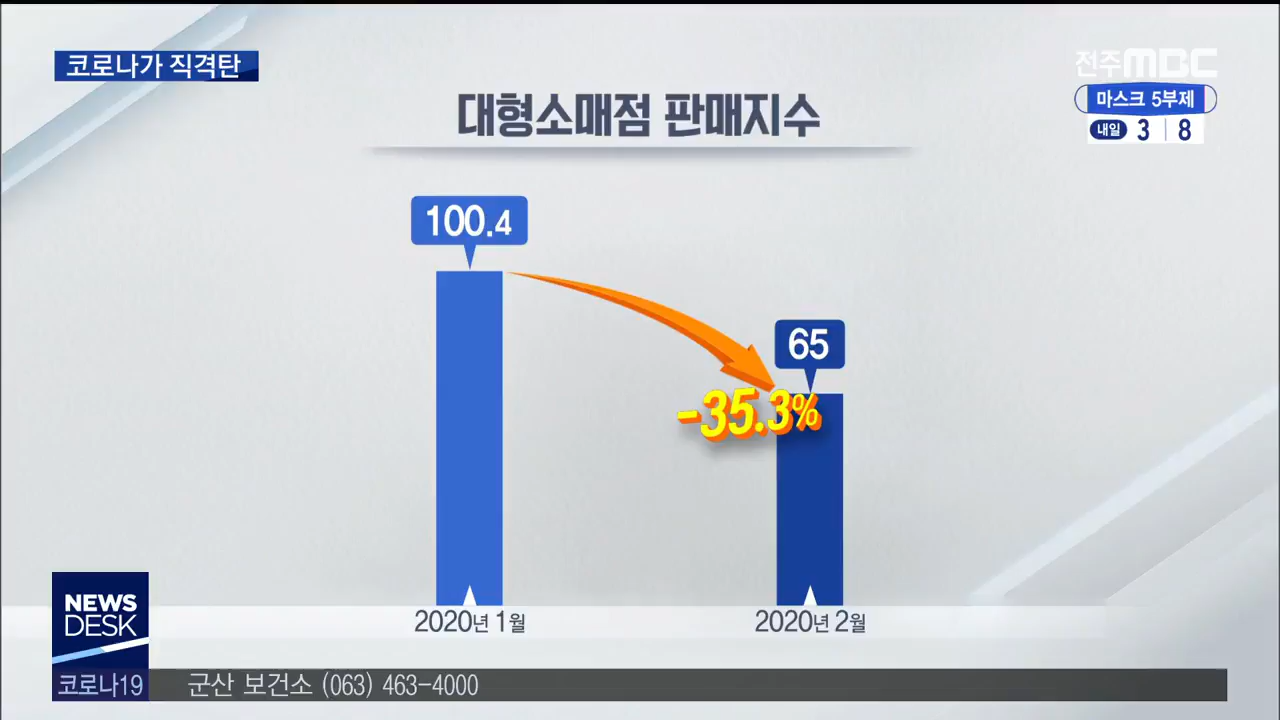 코로나가 직격탄
전주MBC
마스크 5부제
내일 3 8
대형소매점 판매지수
100.4
65
-35.3%
2020년 1월
2020년 2월
NEWS
DESK
코로나19
군산 보건소 (063) 463-4000